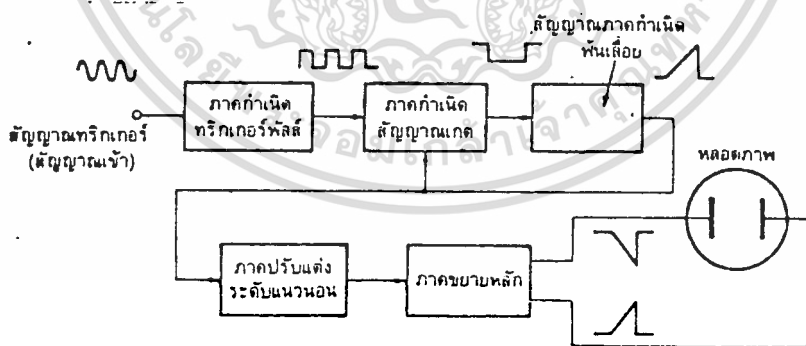 สัญญาณภาคกำเนิด
ฟันเลื่อย
ภาคกำเนิด
ทริกเกอร์พัลส์
ภาคกำเนิด
สัญญาณเกต
สัญญาณทริกเกอร์
(สัญญาณเข้า)
หลอดภาพ
ภาคปรับแต่ง
ระดับแนวนอน
ภาคขยายหลัก